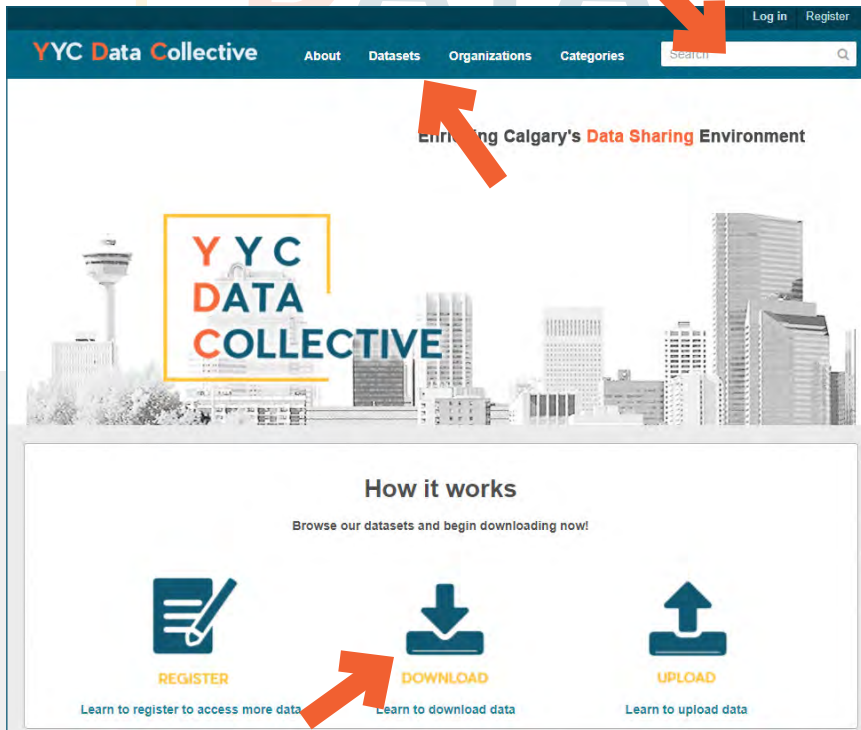 Log in Register
YYC Data Collective About Datasets Organizations Categories Search
Calgary's Data Sharing Environment
Y Y C
DATA
COLLECTIVE
How it works
Browse our datasets and begin downloading now!
REGISTER DOWNLOAD UPLOAD
Learn to register to access more data Learn to download data Learn to upload data